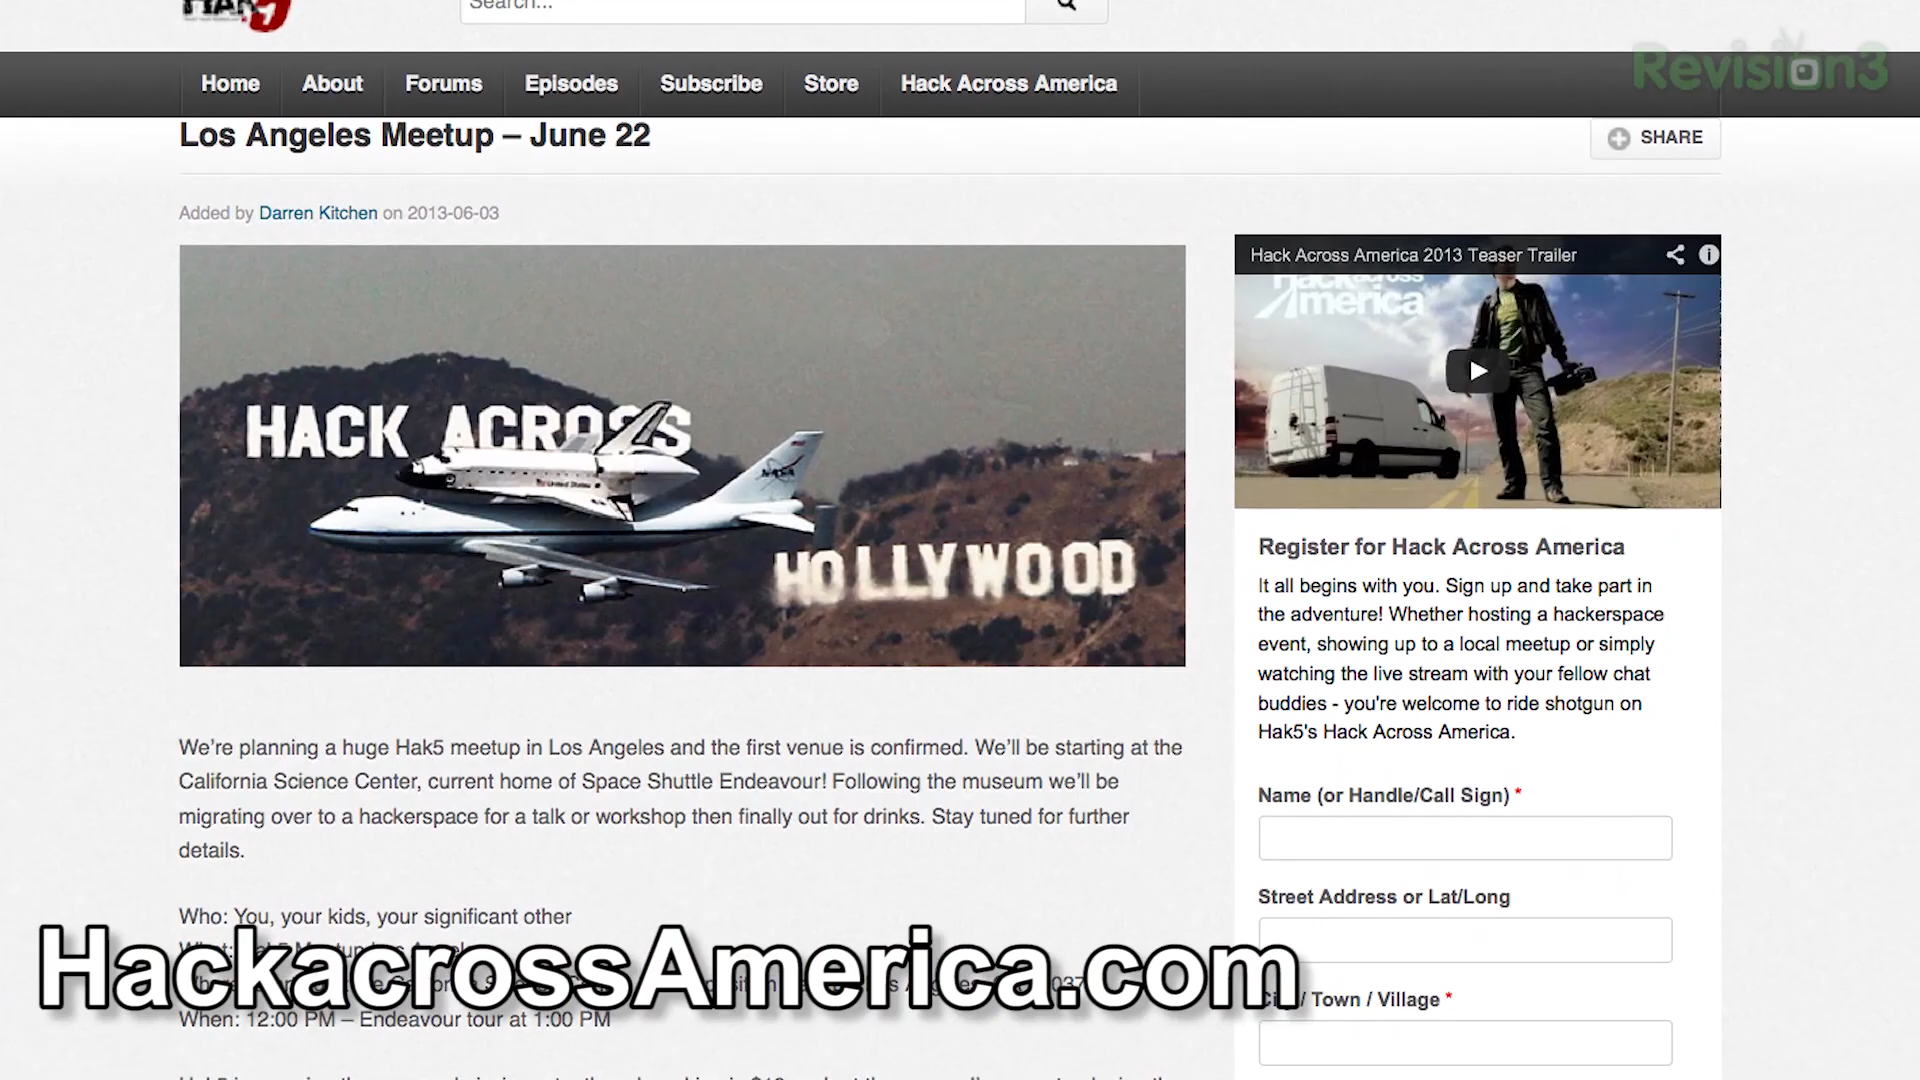 HAK5
Search...
Revision3
Home About Forums Episodes Subscribe Store Hack Across America
Los Angeles Meetup – June 22
SHARE
Added by Darren Kitchen on 2013-06-03
HACK ACROSS
United States
NASA
HOLLYWOOD
Hack Across America 2013 Teaser Trailer
Hack Across
America
We’re planning a huge Hak5 meetup in Los Angeles and the first venue is confirmed. We’ll be starting at the
California Science Center, current home of Space Shuttle Endeavour! Following the museum we’ll be
migrating over to a hackerspace for a talk or workshop then finally out for drinks. Stay tuned for further
details.
Who: You, your kids, your significant other
When: 12:00 PM – Endeavour tour at 1:00 PM
HackacrossAmerica.com
Register for Hack Across America
It all begins with you. Sign up and take part in
the adventure! Whether hosting a hackerspace
event, showing up to a local meetup or simply
watching the live stream with your fellow chat
buddies - you're welcome to ride shotgun on
Hak5's Hack Across America.
Name (or Handle/Call Sign) *
Street Address or Lat/Long
/ Town / Village *